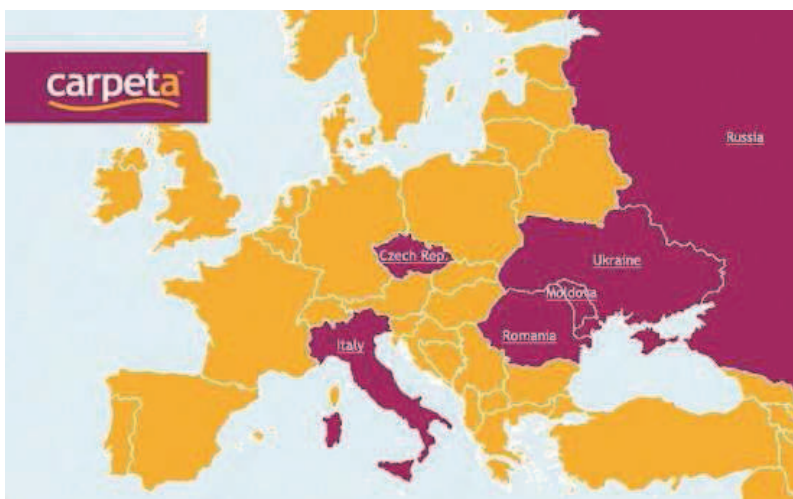 carpeta
Russia
Czech Rep.
Ukraine
Moldova
Romania
Italy